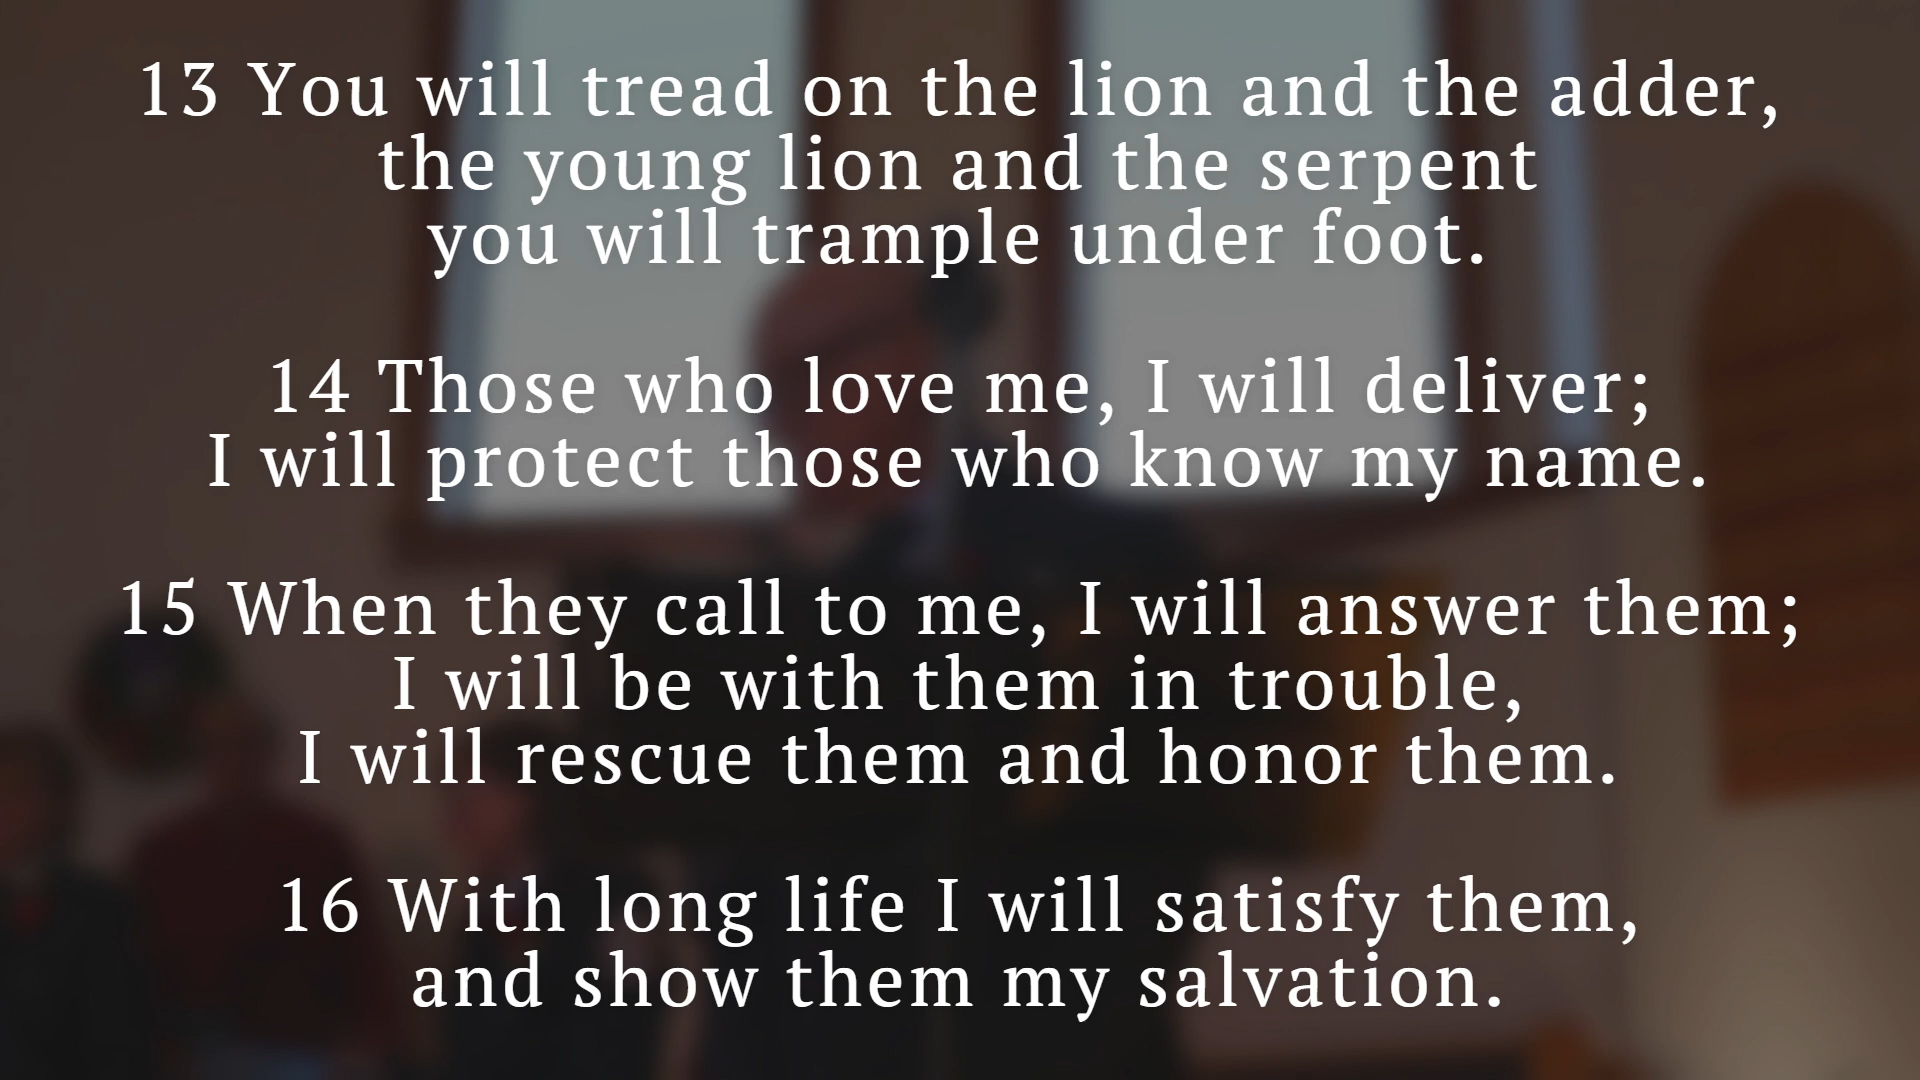 13 You will tread on the lion and the adder,
the young lion and the serpent
you will trample under foot.
14 Those who love me, I will deliver;
I will protect those who know my name.
15 When they call to me, I will answer them;
I will be with them in trouble,
I will rescue them and honor them.
16 With long life I will satisfy them,
and show them my salvation.